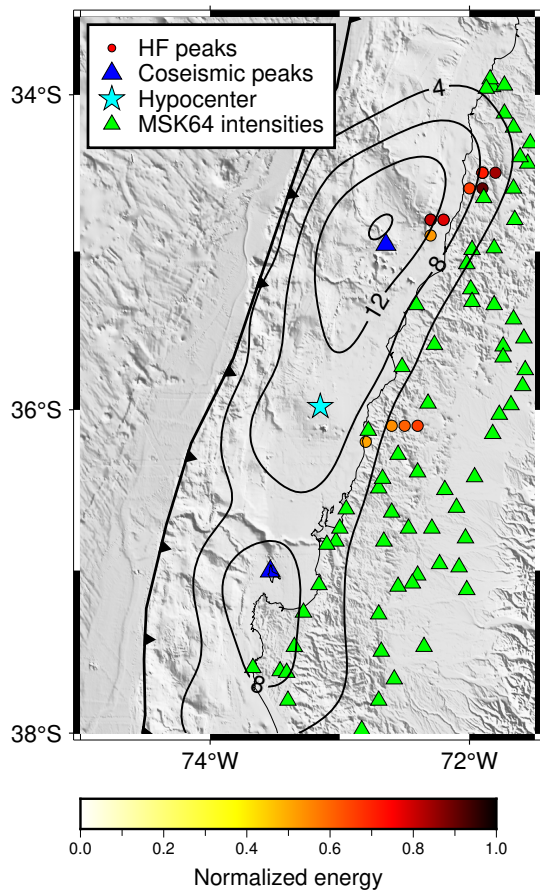 HF peaks
Coseismic peaks
Hypocenter
MSK64 intensities
4
34°S
8
12
36°S
8
38°S
74°W 72°W
0.0 0.2 0.4 0.6 0.8 1.0
Normalized energy